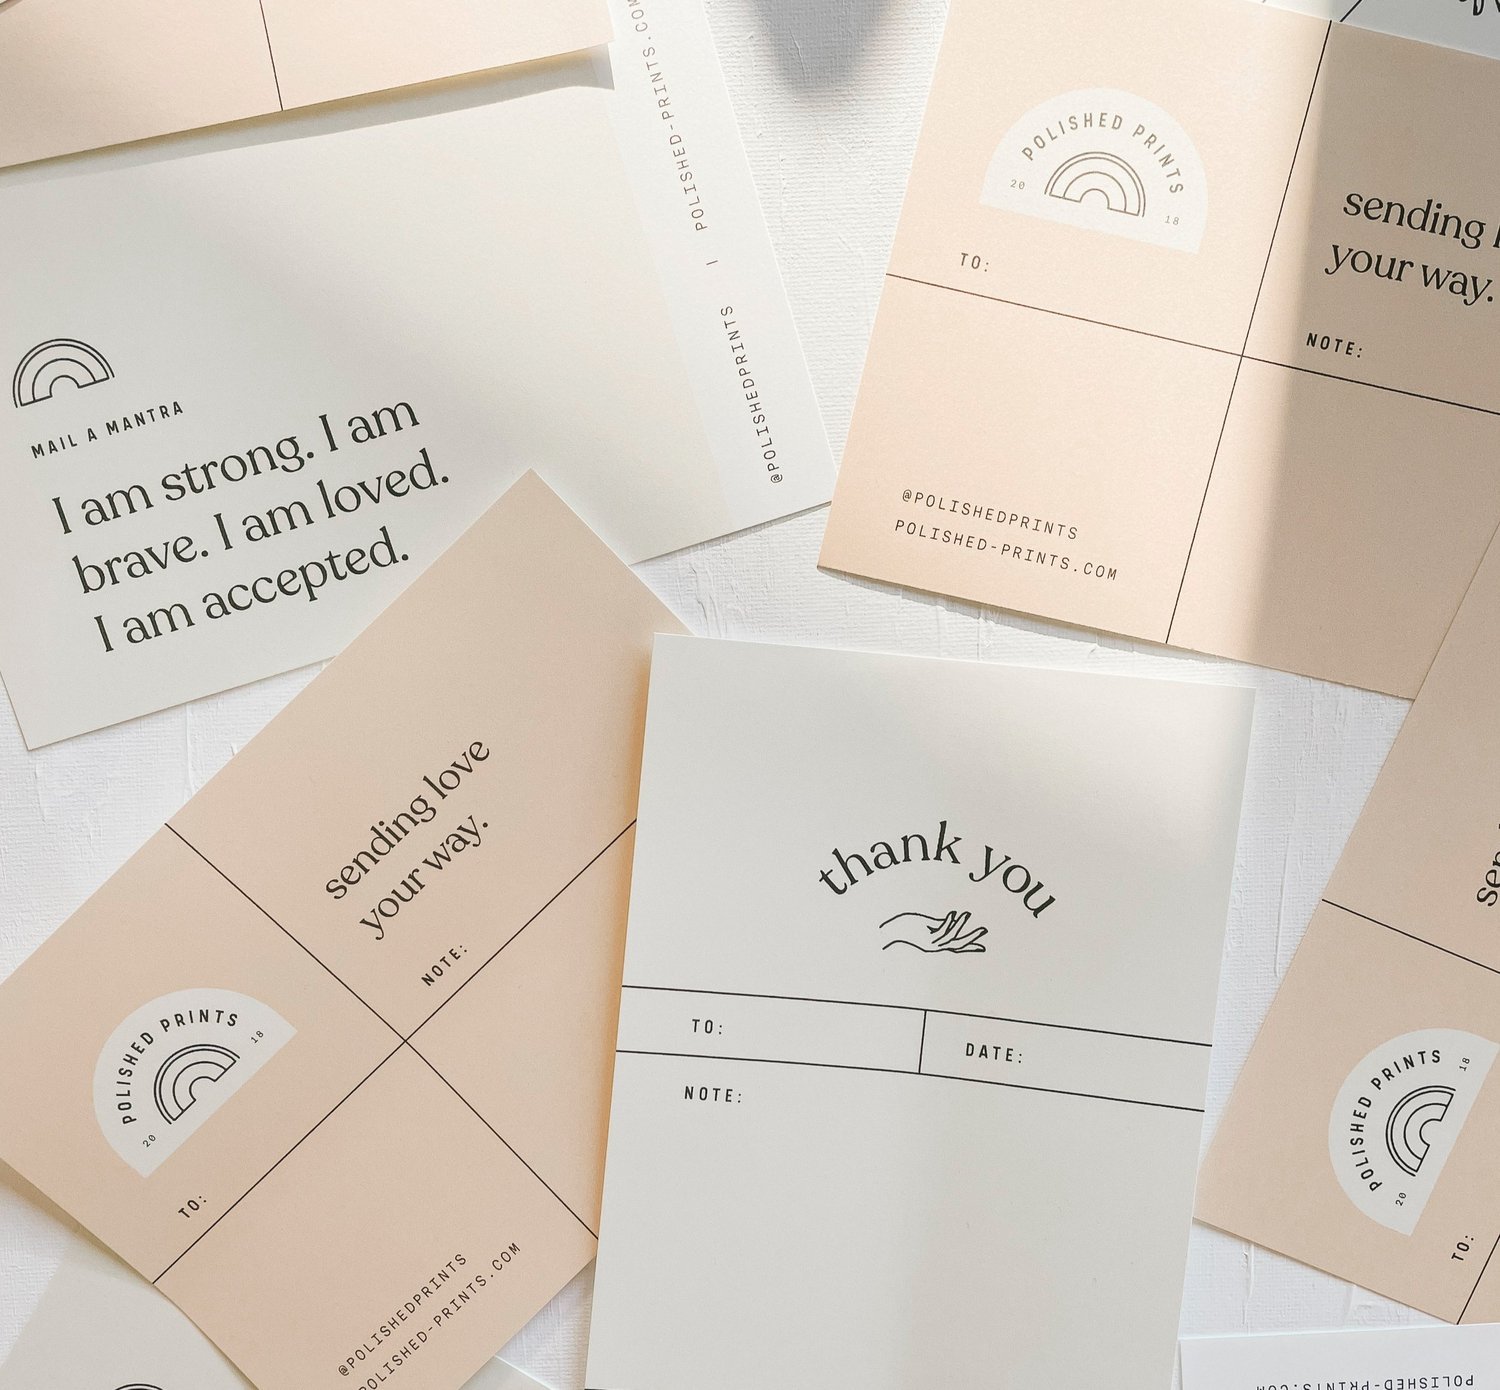 POLISHED-PRINTS.COM
|
@POLISHEDPRINTS
MAIL A MANTRA
I am strong. I am
brave. I am loved.
I am accepted.
POLISHED PRINTS
20 18
TO:
sending
your way.
NOTE:
@POLISHEDPRINTS
POLISHED-PRINTS.COM
sending love
your way.
NOTE:
POLISHED PRINTS
20 18
TO:
@POLISHEDPRINTS
POLISHED-PRINTS.COM
thank you
TO:
DATE:
NOTE:
POLISHED PRINTS
20 18
TO:
POLISHED-PRINTS.COM